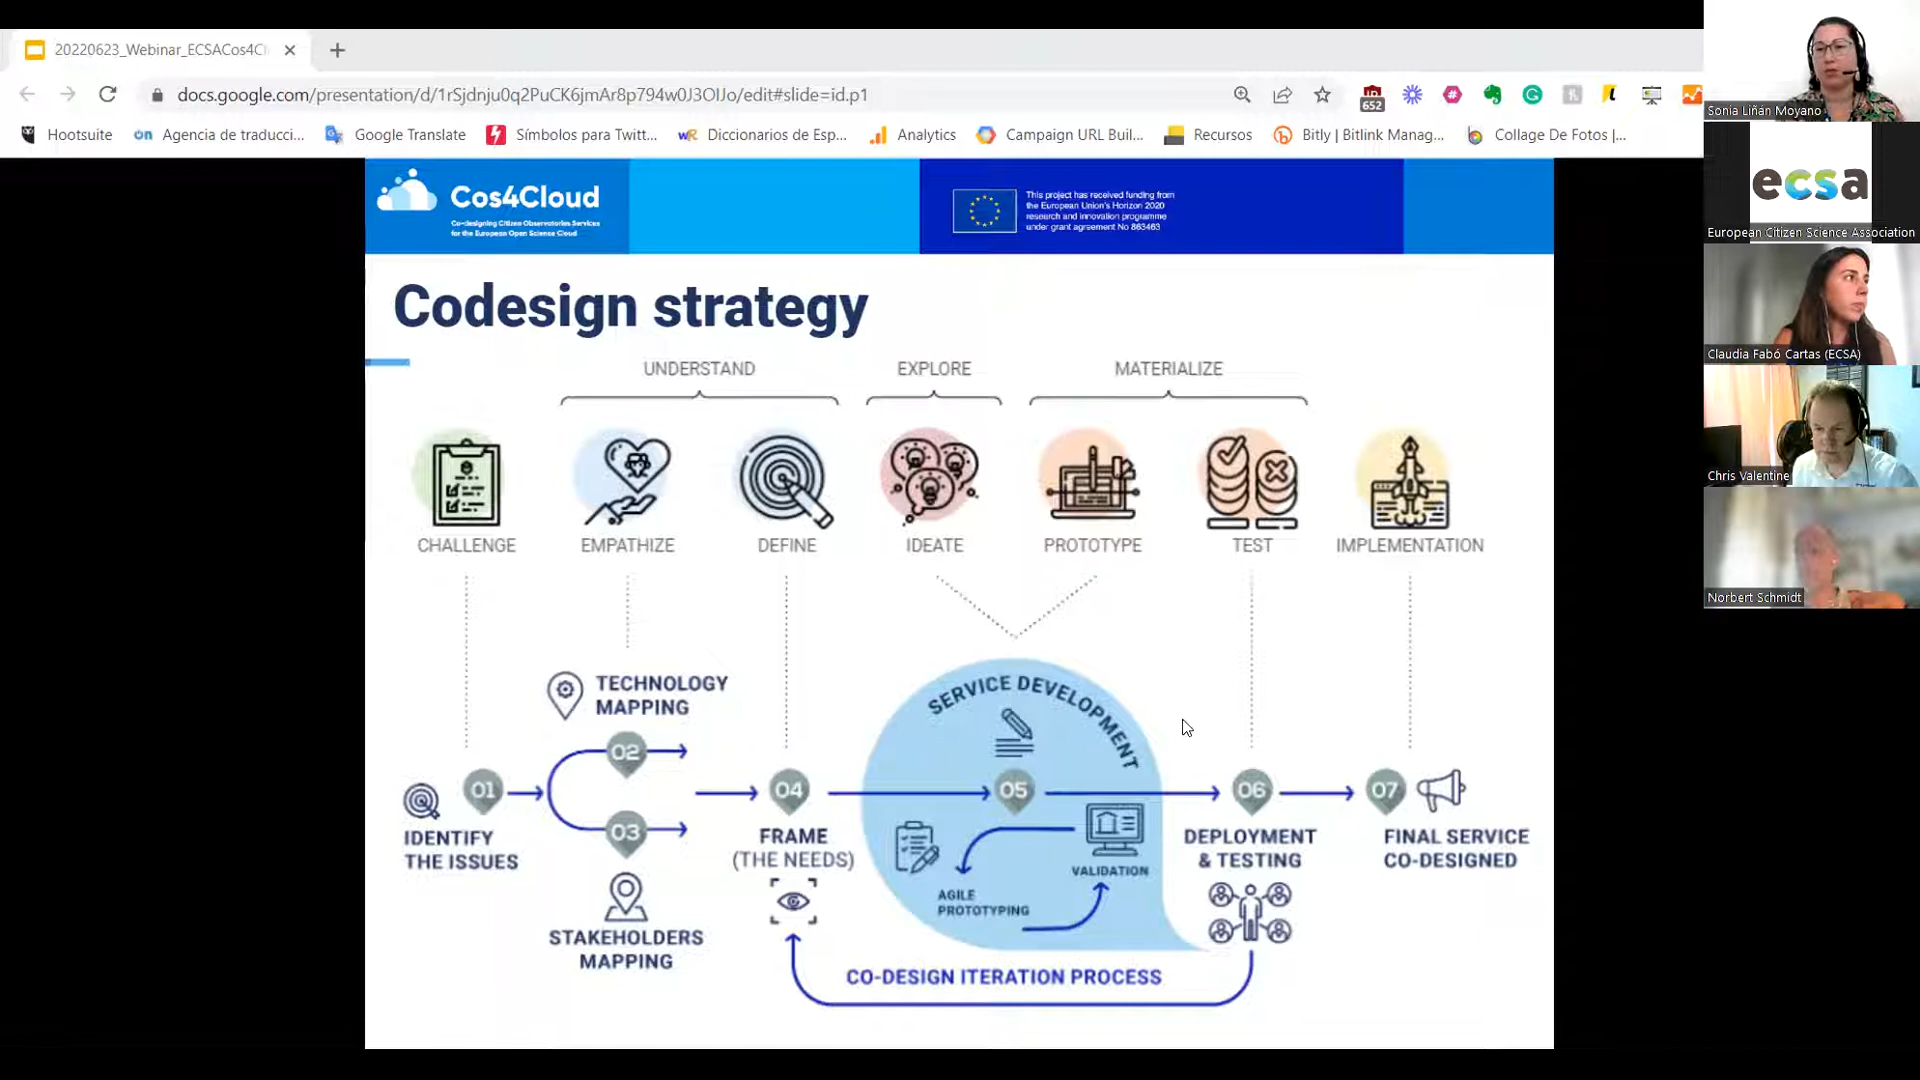 20220623_Webinar_ECSACos4Cl
docs.google.com/presentation/d/1rSjdnju0q2PuCK6jmAr8p794w0J3OIJo/edit#slide=id.p1
652
Hootsuite
on Agencia de traducci...
Google Translate
Símbolos para Twitt...
wR Diccionarios de Esp...
Analytics
Campaign URL Buil...
Recursos
Bitly | Bitlink Manag...
Collage De Fotos |...
Cos4Cloud
Co-designing Citizen Observatories Services
for the European Open Science Cloud
This project has received funding from
the European Union's Horizon 2020
research and innovation programme
under grant agreement No 863463
Codesign strategy
UNDERSTAND
EXPLORE
MATERIALIZE
CHALLENGE
EMPATHIZE
DEFINE
IDEATE
PROTOTYPE
TEST
IMPLEMENTATION
01
IDENTIFY
THE ISSUES
TECHNOLOGY
MAPPING
02
03
STAKEHOLDERS
MAPPING
04
FRAME
(THE NEEDS)
SERVICE DEVELOPMENT
05
VALIDATION
AGILE
PROTOTYPING
06
DEPLOYMENT
& TESTING
07
FINAL SERVICE
CO-DESIGNED
CO-DESIGN ITERATION PROCESS
Sonia Liñán Moyano
ecsa
European Citizen Science Association
Claudia Fabó Cartas (ECSA)
Chris Valentine
Norbert Schmidt